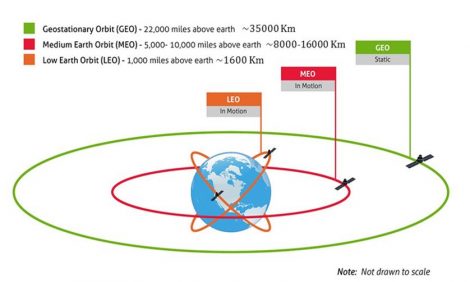 Geostationary Orbit (GEO) - 22,000 miles above earth ~35000 Km
Medium Earth Orbit (MEO) - 5,000- 10,000 miles above earth ~8000-16000 Km
Low Earth Orbit (LEO) - 1,000 miles above earth ~1600 Km
GEO
Static
MEO
In Motion
LEO
In Motion
Note: Not drawn to scale